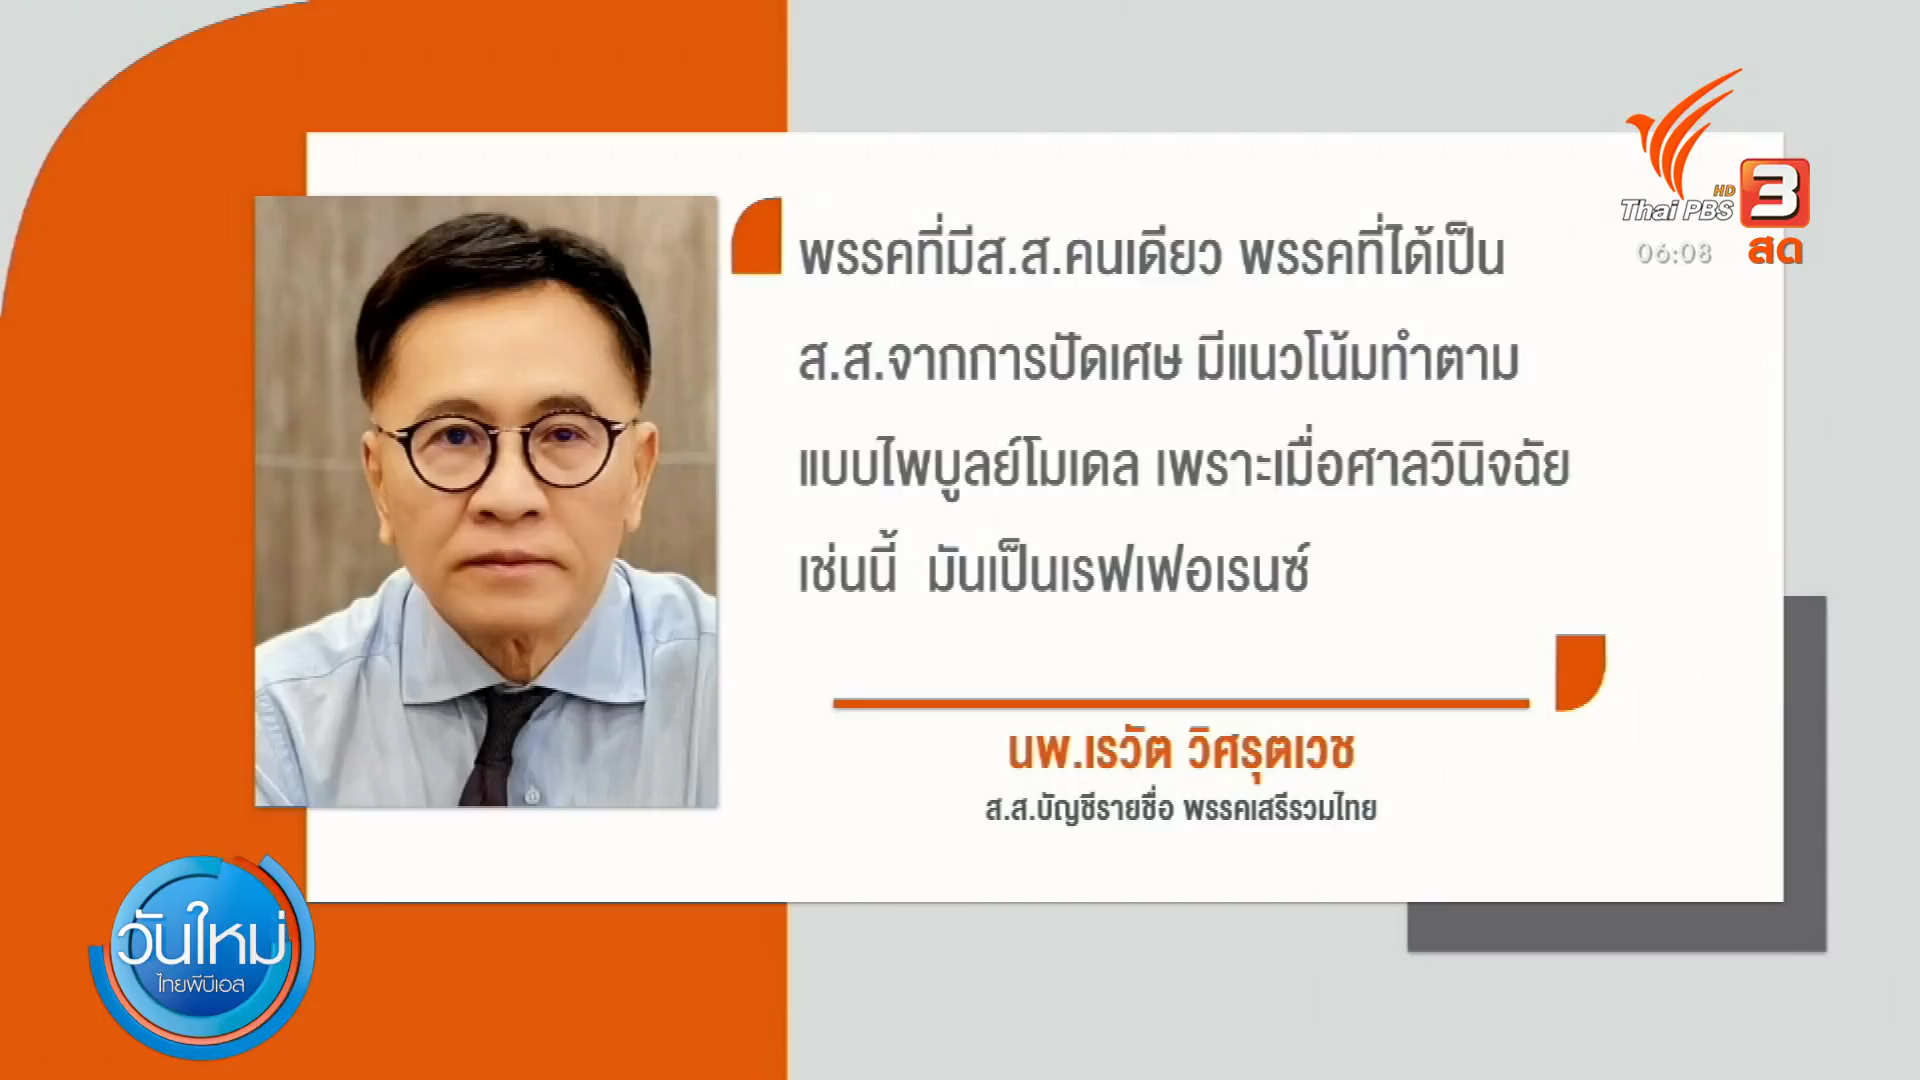 HD
Thai PBS 3
06:08 สด
พรรคที่มีส.ส.คนเดียว พรรคที่ได้เป็น
ส.ส.จากการปัดเศษ มีแนวโน้มทำตาม
แบบไพบูลย์โมเดล เพราะเมื่อศาลวินิจฉัย
เช่นนี้ มันเป็นเรฟเฟอเรนซ์
นพ.เรวัต วิศรุตเวช
ส.ส.บัญชีรายชื่อ พรรคเสรีรวมไทย
วันใหม่
ไทยพีบีเอส